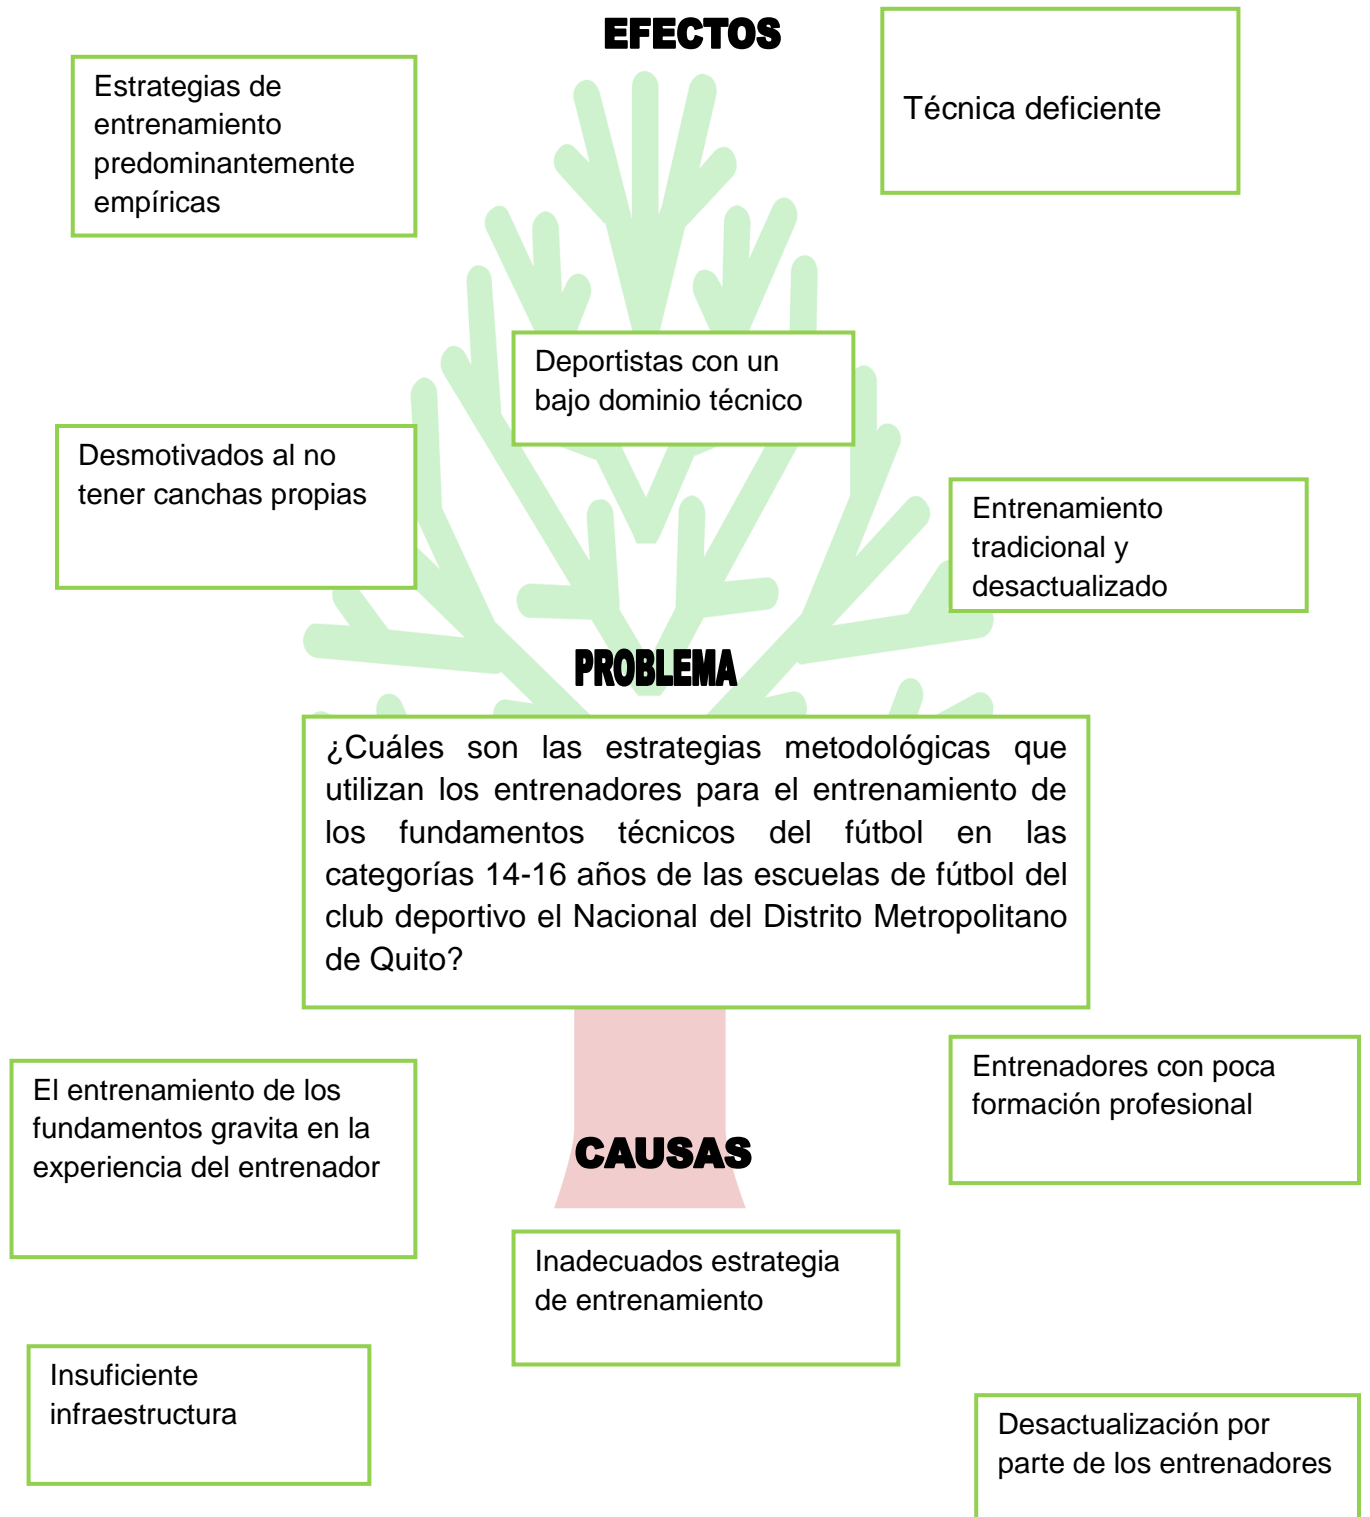 EFECTOS
Estrategias de
entrenamiento
predominantemente
empíricas
Técnica deficiente
Deportistas con un
bajo dominio técnico
Desmotivados al no
tener canchas propias
Entrenamiento
tradicional y
desactualizado
PROBLEMA
¿Cuáles son las estrategias metodológicas que
utilizan los entrenadores para el entrenamiento de
los fundamentos técnicos del fútbol en las
categorías 14-16 años de las escuelas de fútbol del
club deportivo el Nacional del Distrito Metropolitano
de Quito?
El entrenamiento de los
fundamentos gravita en la
experiencia del entrenador
Entrenadores con poca
formación profesional
CAUSAS
Inadecuados estrategia
de entrenamiento
Insuficiente
infraestructura
Desactualización por
parte de los entrenadores